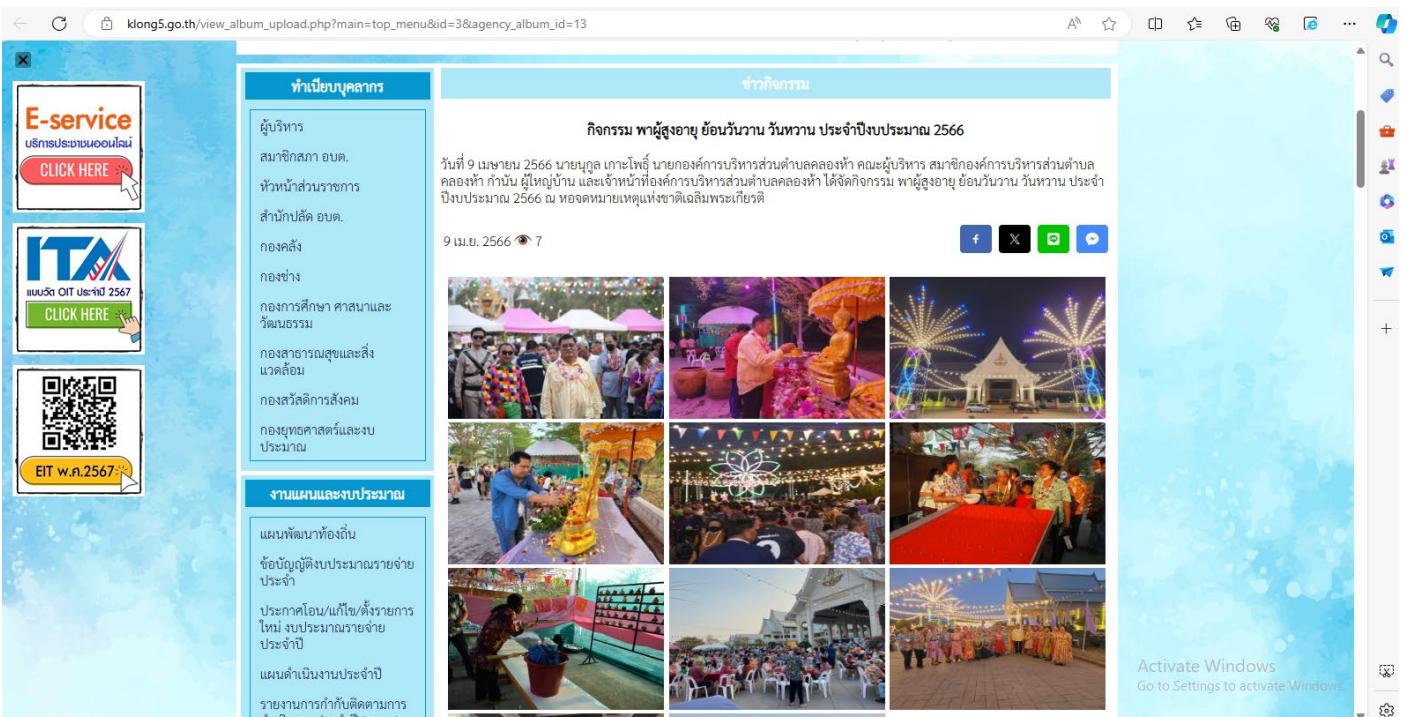 klong5.go.th/view_album_upload.php?main=top_menu&id=3&agency_album_id=13
E-service
บริการประชาชนออนไลน์
CLICK HERE
ITA
แบบวัด OIT ประจำปี 2567
CLICK HERE
EIT พ.ศ.2567
ทำเนียบบุคลากร
ผู้บริหาร
สมาชิกสภา อบต.
หัวหน้าส่วนราชการ
สำนักปลัด อบต.
กองคลัง
กองช่าง
กองการศึกษา ศาสนาและ
วัฒนธรรม
กองสาธารณสุขและสิ่ง
แวดล้อม
กองสวัสดิการสังคม
กองยุทธศาสตร์และงบ
ประมาณ
งานแผนและงบประมาณ
แผนพัฒนาท้องถิ่น
ข้อบัญญัติงบประมาณรายจ่าย
ประจำ
ประกาศโอน/แก้ไข/ตั้งรายการ
ใหม่ งบประมาณรายจ่าย
ประจำปี
แผนดำเนินงานประจำปี
รายงานการกำกับติดตามการ
ข่าวกิจกรรม
กิจกรรม พาผู้สูงอายุ ย้อนวันวาน วันหวาน ประจำปีงบประมาณ 2566
วันที่ 9 เมษายน 2566 นายนุกูล เกาะโพธิ์ นายกองค์การบริหารส่วนตำบลคลองห้า คณะผู้บริหาร สมาชิกองค์การบริหารส่วนตำบล
คลองห้า กำนัน ผู้ใหญ่บ้าน และเจ้าหน้าที่องค์การบริหารส่วนตำบลคลองห้า ได้จัดกิจกรรม พาผู้สูงอายุ ย้อนวันวาน วันหวาน ประจำ
ปีงบประมาณ 2566 ณ หอจดหมายเหตุแห่งชาติเฉลิมพระเกียรติ
9 เม.ย. 2566 7
Activate Windows
Go to Settings to activate Windows.